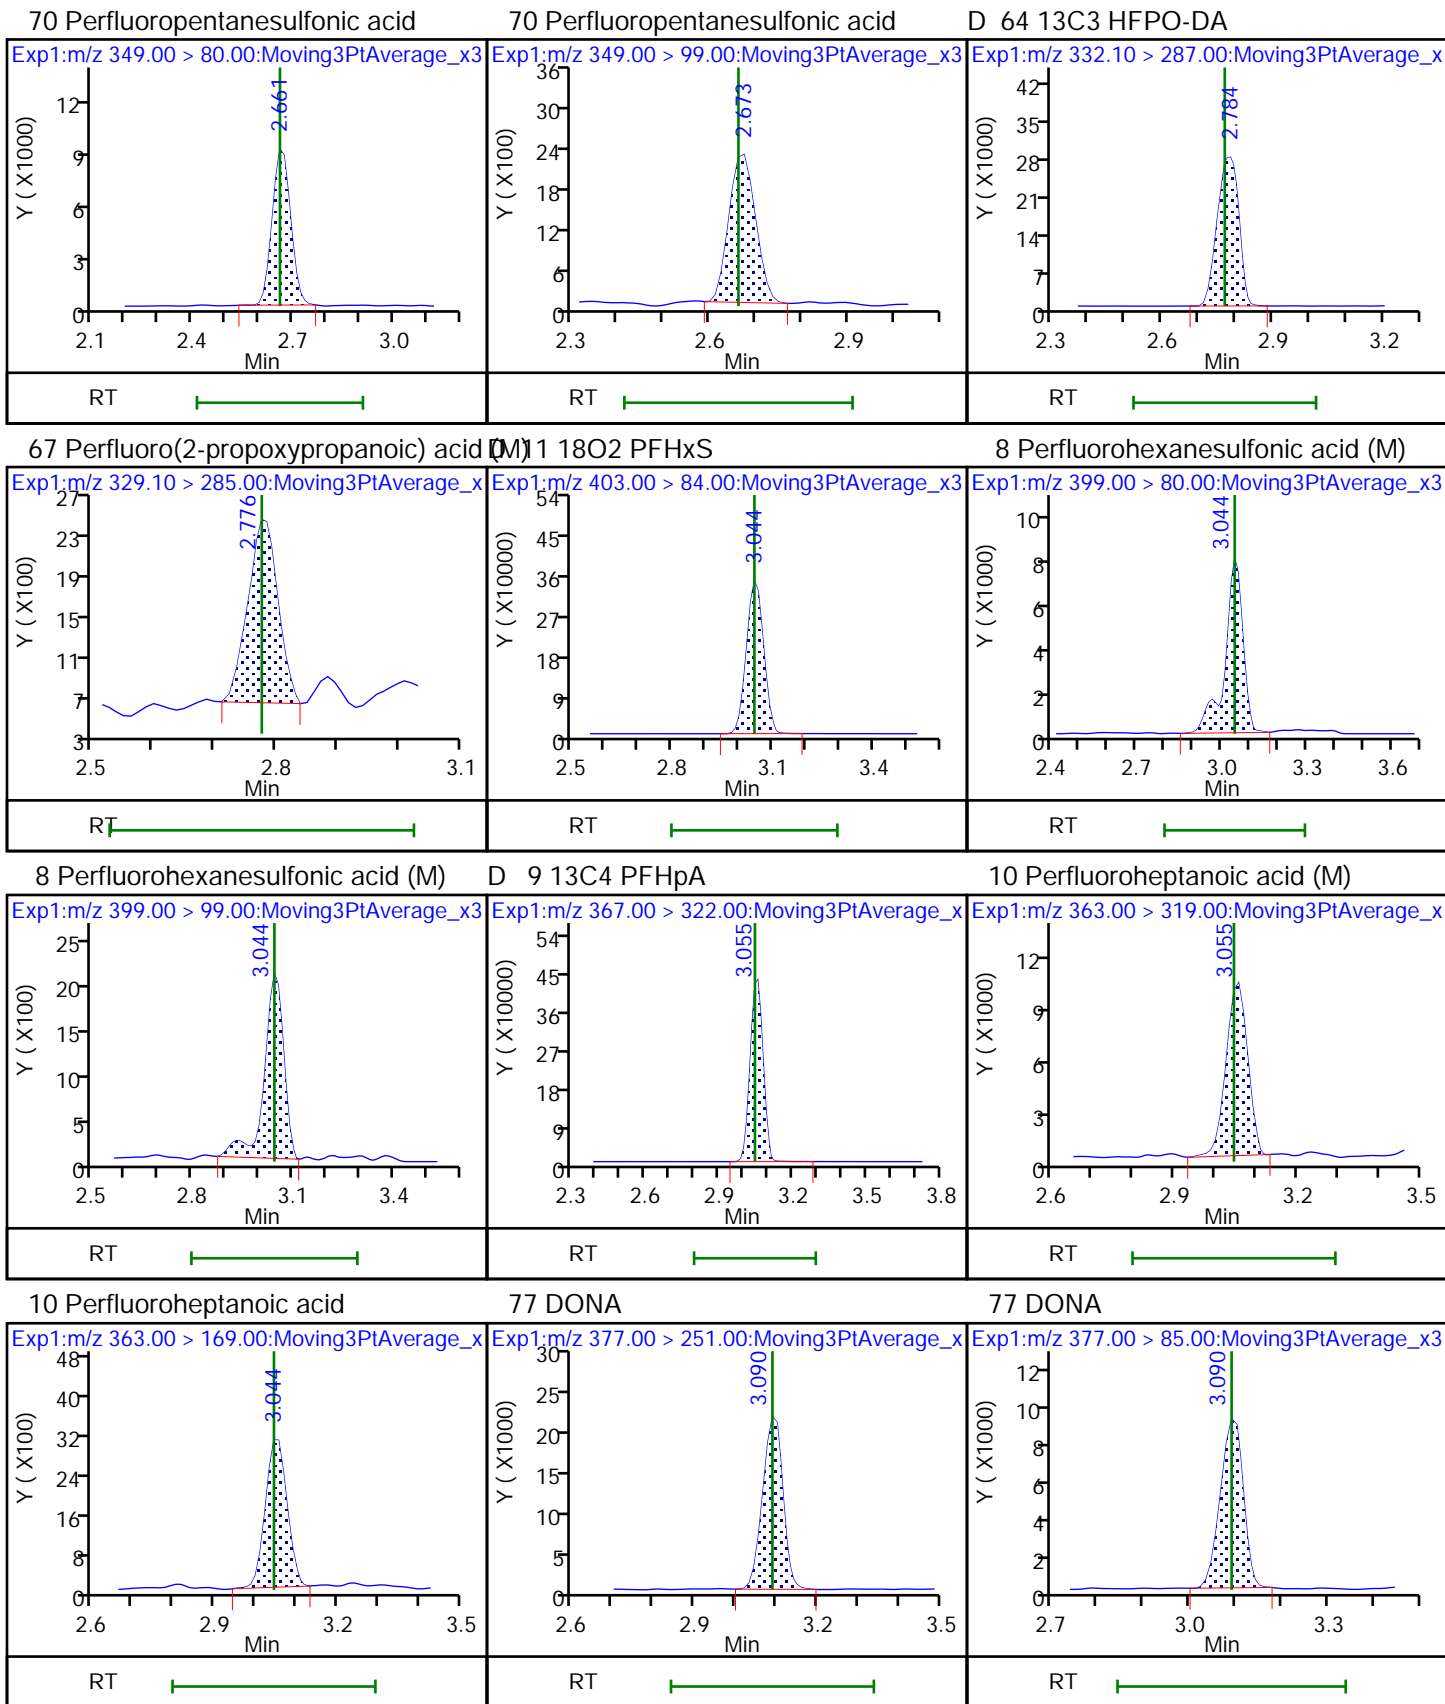 70 Perfluoropentanesulfonic acid
Exp1:m/z 349.00 > 80.00:Moving3PtAverage_x3
Y ( X1000)
12
9
6
3
0
2.661
2.1 2.4 2.7 3.0
Min
RT
70 Perfluoropentanesulfonic acid
Exp1:m/z 349.00 > 99.00:Moving3PtAverage_x3
Y ( X100)
36
30
24
18
12
6
0
2.673
2.3 2.6 2.9
Min
RT
D 64 13C3 HFPO-DA
Exp1:m/z 332.10 > 287.00:Moving3PtAverage_x
Y ( X1000)
42
35
28
21
14
7
0
2.784
2.3 2.6 2.9 3.2
Min
RT
67 Perfluoro(2-propoxypropanoic) acid (M)
Exp1:m/z 329.10 > 285.00:Moving3PtAverage_x
Y ( X100)
27
23
19
15
11
7
3
2.776
2.5 2.8 3.1
Min
RT
D 11 18O2 PFHxS
Exp1:m/z 403.00 > 84.00:Moving3PtAverage_x3
Y ( X10000)
54
45
36
27
18
9
0
3.044
2.5 2.8 3.1 3.4
Min
RT
8 Perfluorohexanesulfonic acid (M)
Exp1:m/z 399.00 > 80.00:Moving3PtAverage_x3
Y ( X1000)
10
8
6
4
2
0
3.044
2.4 2.7 3.0 3.3 3.6
Min
RT
8 Perfluorohexanesulfonic acid (M)
Exp1:m/z 399.00 > 99.00:Moving3PtAverage_x3
Y ( X100)
25
20
15
10
5
0
3.044
2.5 2.8 3.1 3.4
Min
RT
D 9 13C4 PFHpA
Exp1:m/z 367.00 > 322.00:Moving3PtAverage_x
Y ( X10000)
54
45
36
27
18
9
0
3.055
2.3 2.6 2.9 3.2 3.5 3.8
Min
RT
10 Perfluoroheptanoic acid (M)
Exp1:m/z 363.00 > 319.00:Moving3PtAverage_x
Y ( X1000)
12
9
6
3
0
3.055
2.6 2.9 3.2 3.5
Min
RT
10 Perfluoroheptanoic acid
Exp1:m/z 363.00 > 169.00:Moving3PtAverage_x
Y ( X100)
48
40
32
24
16
8
0
3.044
2.6 2.9 3.2 3.5
Min
RT
77 DONA
Exp1:m/z 377.00 > 251.00:Moving3PtAverage_x
Y ( X1000)
30
25
20
15
10
5
0
3.090
2.6 2.9 3.2 3.5
Min
RT
77 DONA
Exp1:m/z 377.00 > 85.00:Moving3PtAverage_x3
Y ( X1000)
12
10
8
6
4
2
0
3.090
2.7 3.0 3.3
Min
RT